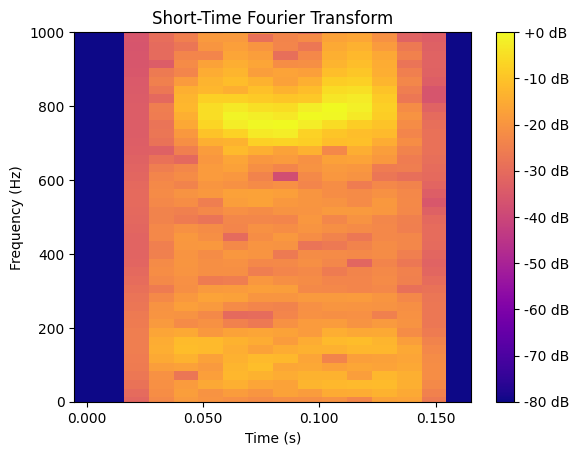 Short-Time Fourier Transform
Frequency (Hz)
1000
800
600
400
200
0
0.000 0.050 0.100 0.150
Time (s)
+0 dB
-10 dB
-20 dB
-30 dB
-40 dB
-50 dB
-60 dB
-70 dB
-80 dB